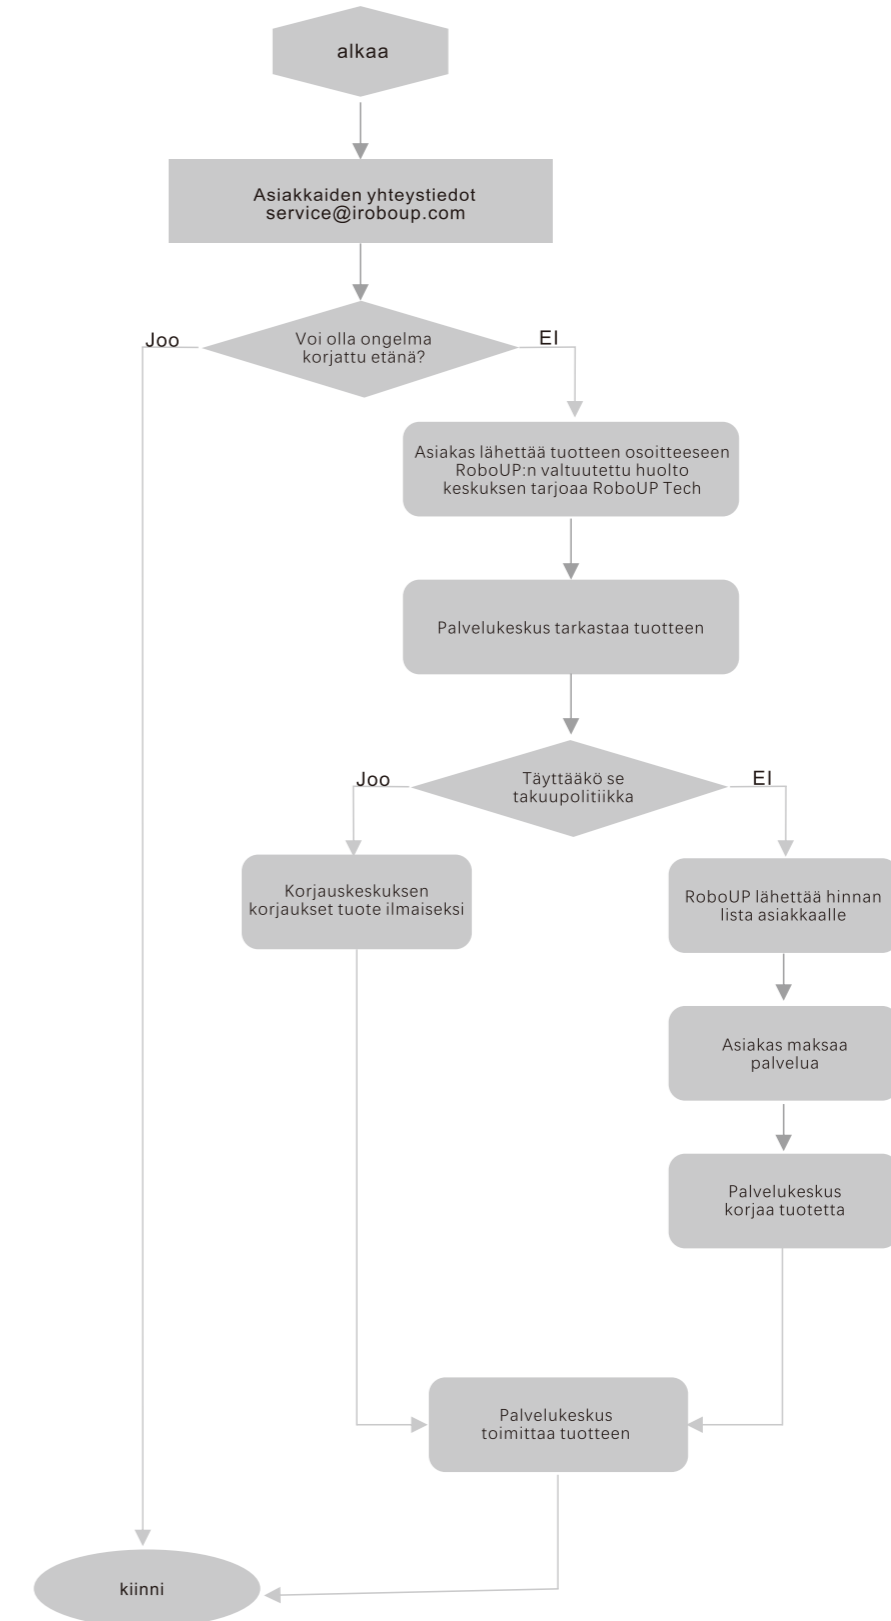 alkaa
Asiakkaiden yhteystiedot
service@iroboup.com
Joo
Voi olla ongelma
korjattu etänä?
EI
Asiakas lähettää tuotteen osoitteeseen
RoboUP:n valtuutettu huolto
keskuksen tarjoaa RoboUP Tech
Palvelukeskus tarkastaa tuotteen
Joo
Täyttääkö se
takuupolitiikka
EI
Korjauskeskuksen
korjaukset tuote ilmaiseksi
RoboUP lähettää hinnan
lista asiakkaalle
Asiakas maksaa
palvelua
Palvelukeskus
korjaa tuotetta
Palvelukeskus
toimittaa tuotteen
kiinni